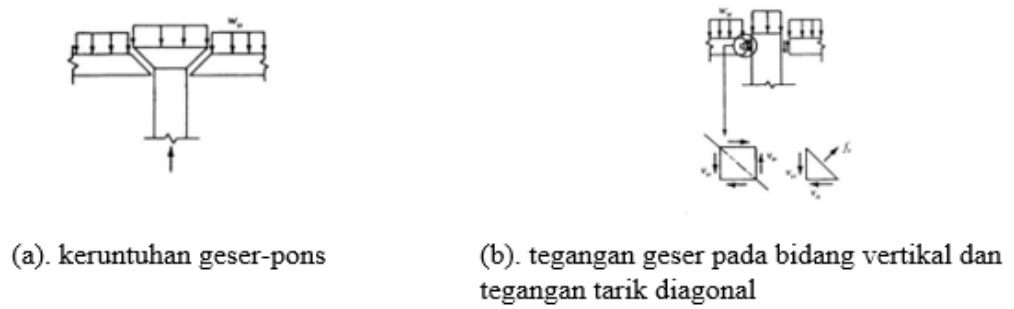 (a). keruntuhan geser-pons
(b). tegangan geser pada bidang vertikal dan
tegangan tarik diagonal